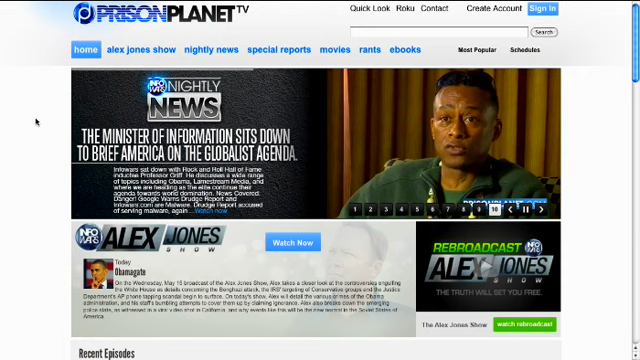 PRISONPLANET TV
Quick Look Roku Contact Create Account Sign In
Search
home alex jones show nightly news special reports movies rants ebooks Most Popular Schedules
INFO WARS NIGHTLY
NEWS
THE MINISTER OF INFORMATION SITS DOWN
TO BRIEF AMERICA ON THE GLOBALIST AGENDA.
Infowars sat down with Rock and Roll Hall of Fame
inductee Professor Griff. He discusses a wide range
of topics including Obama, Lamestream Media, and
where we are heading as the elite continue their
agenda towards world domination. News Covered:
Danger! Google Warns Drudge Report and
Infowars.com are Malware. Drudge Report accused
of serving malware, again ...Watch now
PRISONPLANET.COM
1 2 3 4 5 6 7 8 9 10
INFO WARS ALEX JONES
SHOW
Watch Now
Today
Obamagate
On the Wednesday, May 15 broadcast of the Alex Jones Show, Alex takes a closer look at the controversies engulfing
the White House as details concerning the Benghazi attack, the IRS' targeting of Conservative groups and the Justice
Department's AP phone tapping scandal begin to surface. On today's show, Alex will detail the various crimes of the Obama
administration, and his staff's bumbling attempts to cover them up by claiming ignorance. Alex also breaks down the emerging
police state, as witnessed in a viral video shot in California, and why events like this will be the new normal in the Soviet States of
America.
REBROADCAST INFO WARS
ALEX JONES
SHOW
THE TRUTH WILL SET YOU FREE.
The Alex Jones Show watch rebroadcast
Recent Episodes